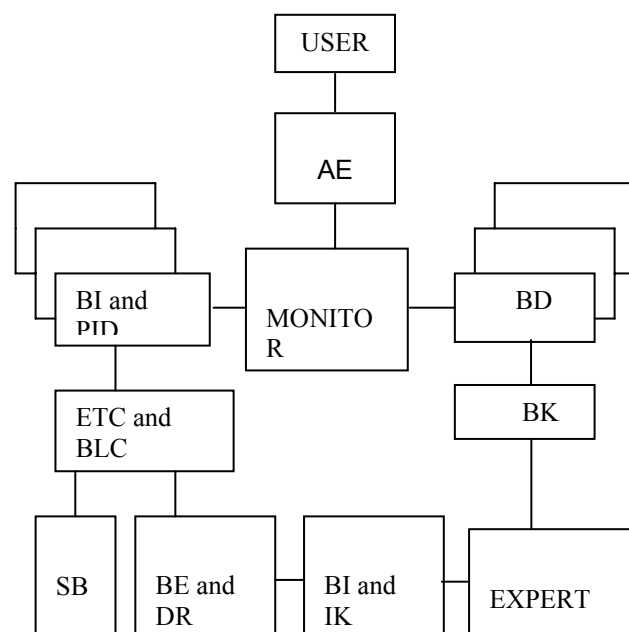 USER
AE
BI and
PID
MONITO
R
BD
ETC and
BLC
BK
SB
BE and
DR
BI and
IK
EXPERT